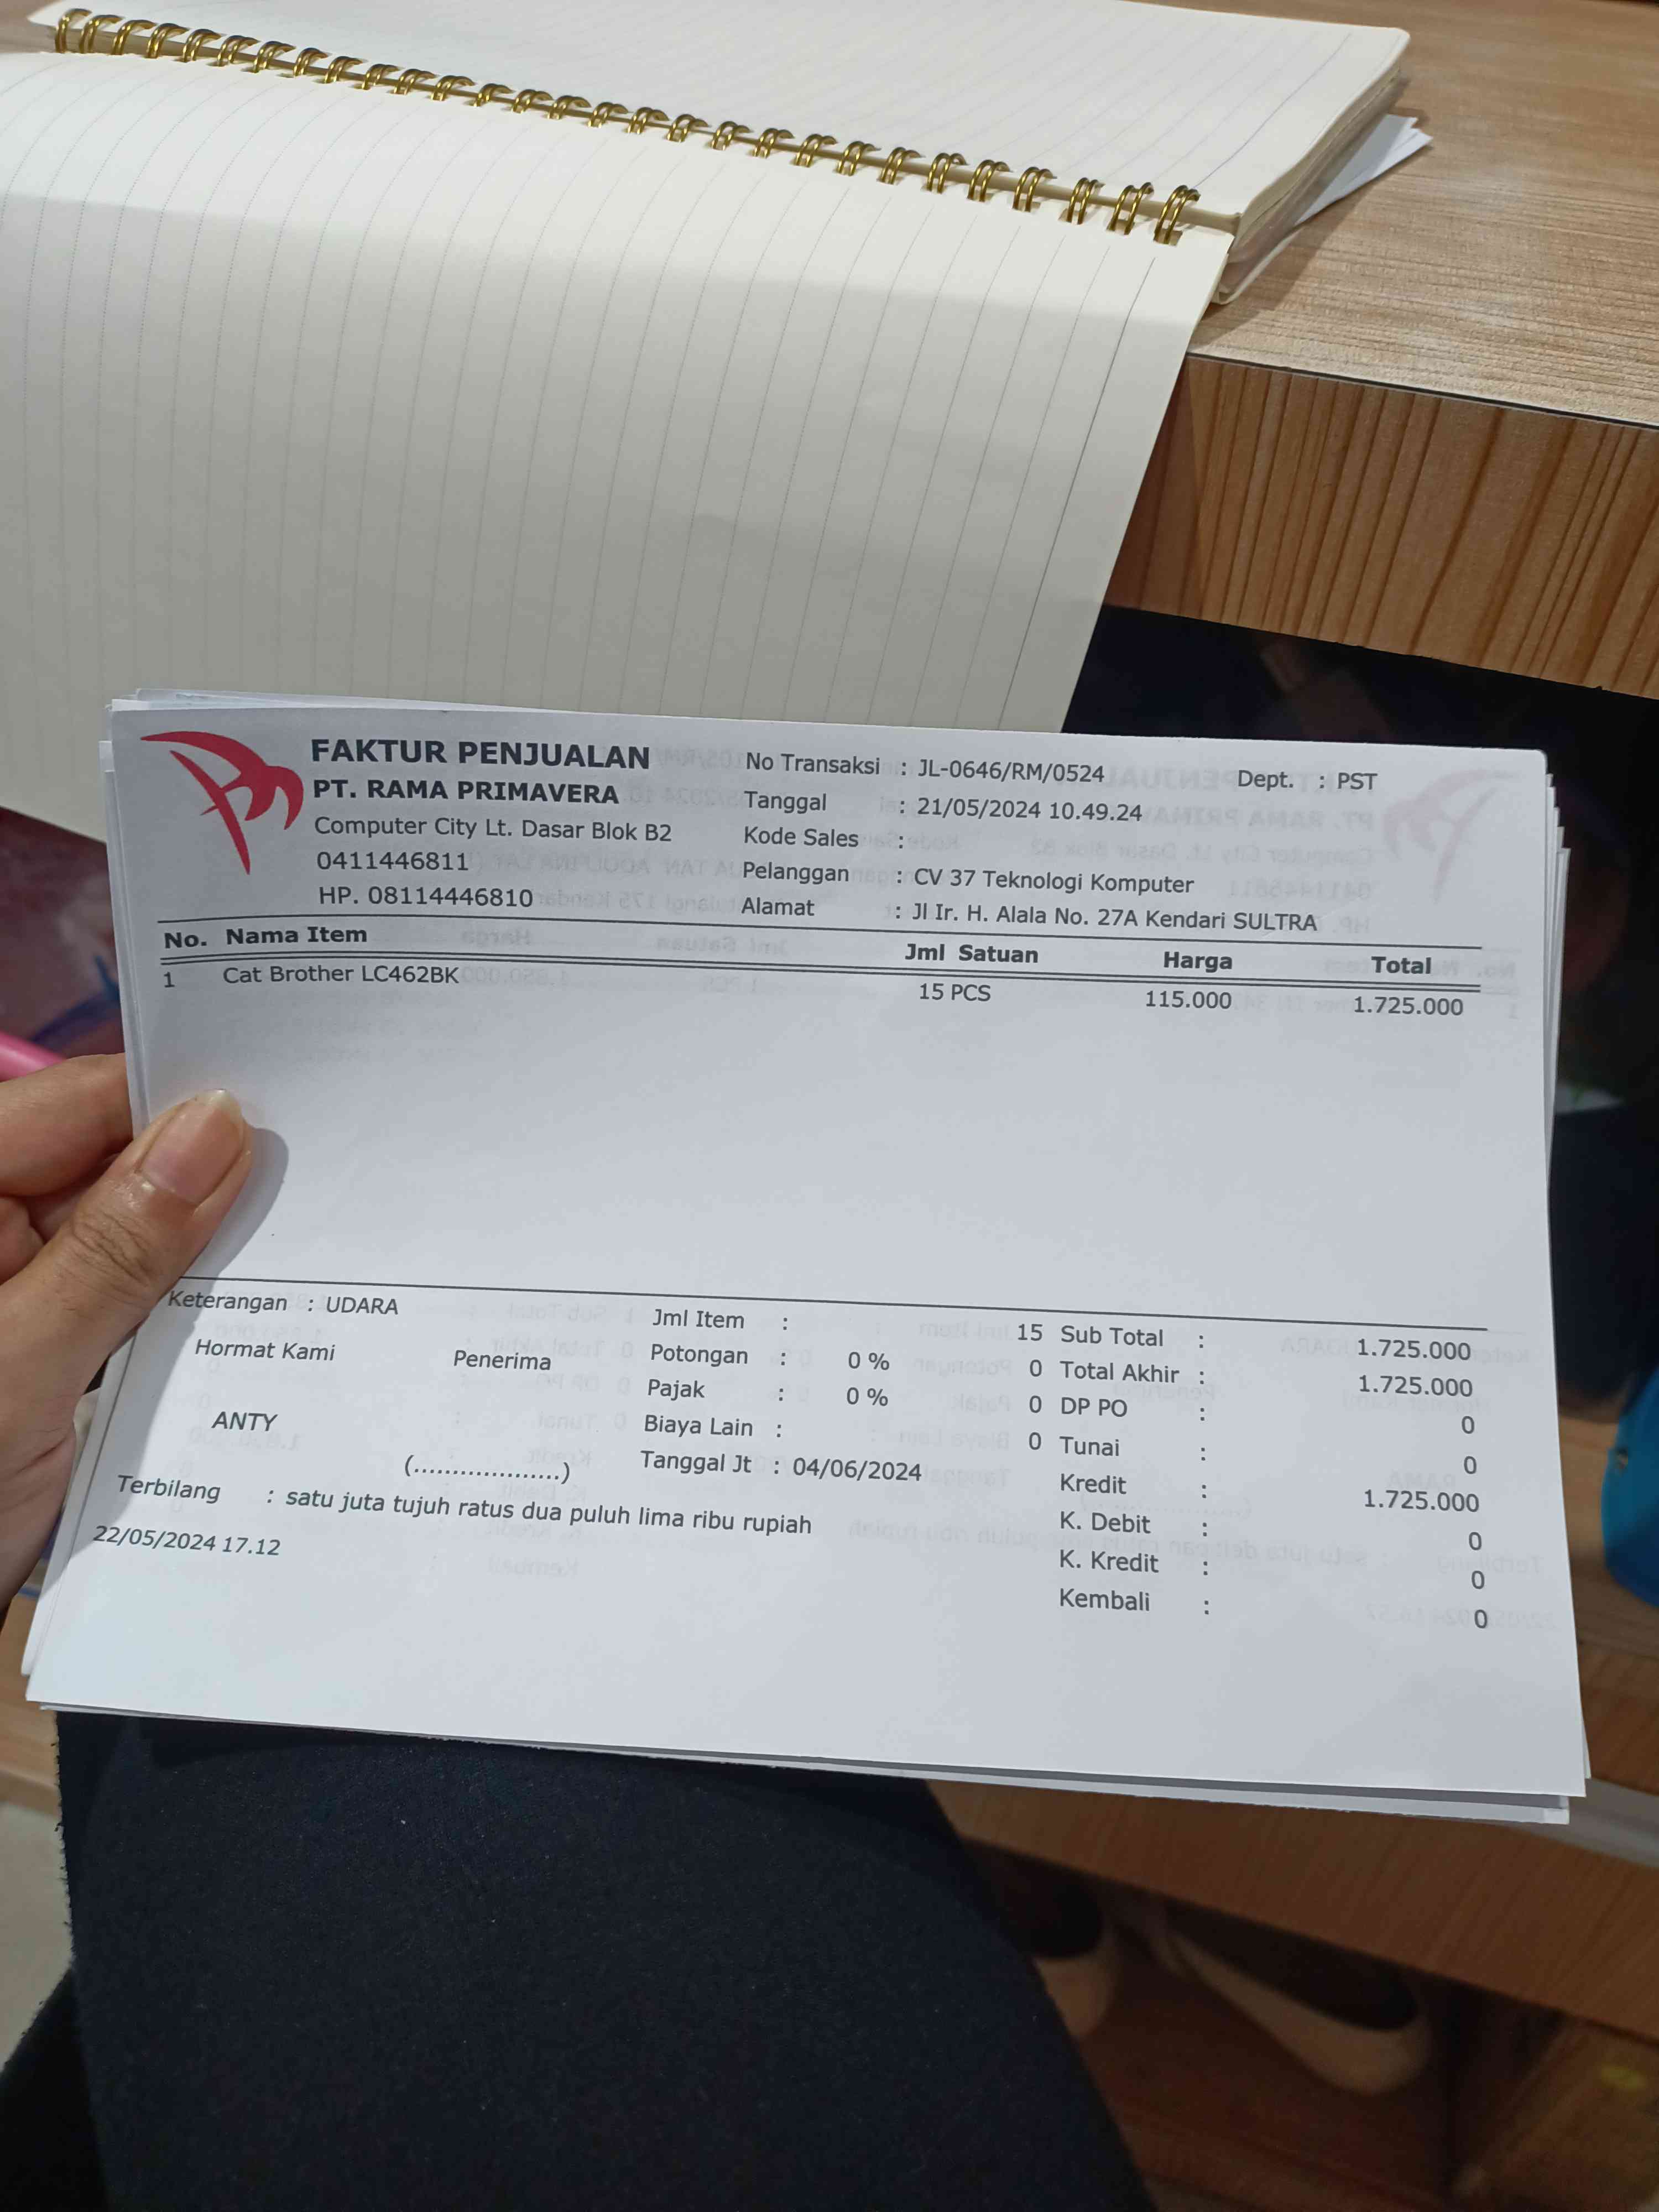 FAKTUR PENJUALAN
PT. RAMA PRIMAVERA
Computer City Lt. Dasar Blok B2
0411446811
HP. 08114446810
No Transaksi : JL-0646/RM/0524 Dept. : PST
Tanggal : 21/05/2024 10.49.24
Kode Sales :
Pelanggan : CV 37 Teknologi Komputer
Alamat : Jl Ir. H. Alala No. 27A Kendari SULTRA
No. Nama Item Jml Satuan Harga Total
1 Cat Brother LC462BK 15 PCS 115.000 1.725.000
Keterangan : UDARA
Hormat Kami Penerima
ANTY
(...................)
Jml Item : 15
Potongan : 0 % 0
Pajak : 0 % 0
Biaya Lain : 0
Tanggal Jt : 04/06/2024
Sub Total : 1.725.000
Total Akhir : 1.725.000
DP PO : 0
Tunai : 0
Kredit : 1.725.000
K. Debit : 0
K. Kredit : 0
Kembali : 0
Terbilang : satu juta tujuh ratus dua puluh lima ribu rupiah
22/05/2024 17.12